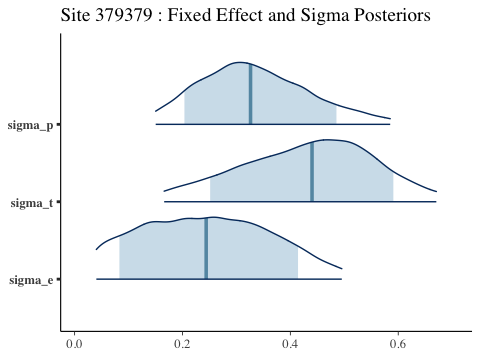 Site 379379 : Fixed Effect and Sigma Posteriors
sigma_p
sigma_t
sigma_e
0.0 0.2 0.4 0.6